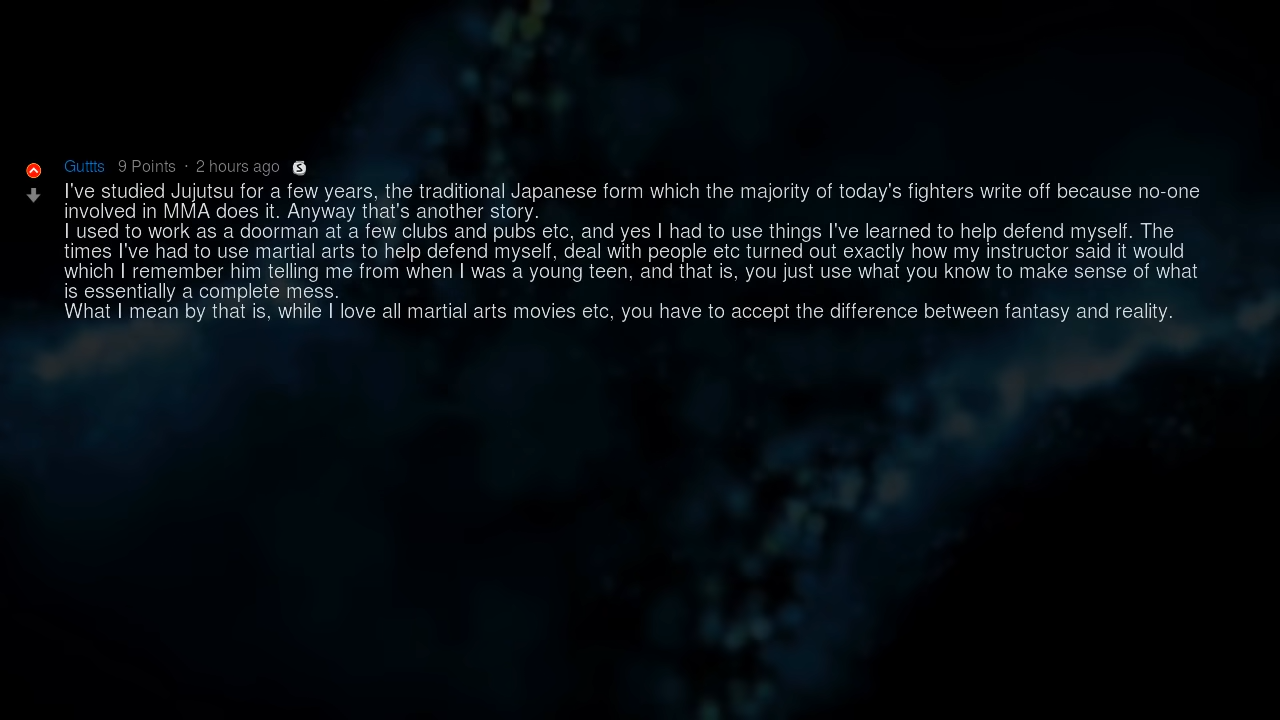 Guttts 9 Points · 2 hours ago S
I've studied Jujutsu for a few years, the traditional Japanese form which the majority of today's fighters write off because no-one
involved in MMA does it. Anyway that's another story.
I used to work as a doorman at a few clubs and pubs etc, and yes I had to use things I've learned to help defend myself. The
times I've had to use martial arts to help defend myself, deal with people etc turned out exactly how my instructor said it would
which I remember him telling me from when I was a young teen, and that is, you just use what you know to make sense of what
is essentially a complete mess.
What I mean by that is, while I love all martial arts movies etc, you have to accept the difference between fantasy and reality.